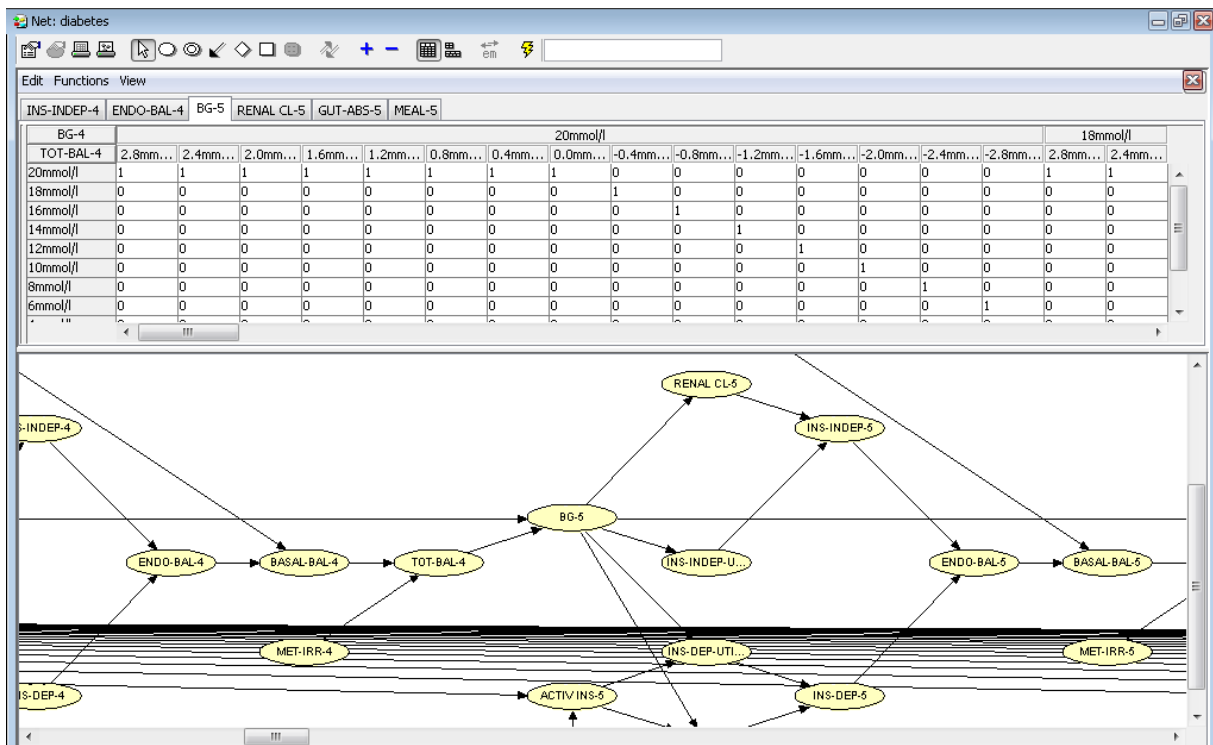 Net: diabetes
em
Edit Functions View
INS-INDEP-4 ENDO-BAL-4 BG-5 RENAL CL-5 GUT-ABS-5 MEAL-5
BG-4 20mmol/l 18mmol/l
TOT-BAL-4 2.8mm... 2.4mm... 2.0mm... 1.6mm... 1.2mm... 0.8mm... 0.4mm... 0.0mm... -0.4mm... -0.8mm... -1.2mm... -1.6mm... -2.0mm... -2.4mm... -2.8mm... 2.8mm... 2.4mm...
20mmol/l 1 1 1 1 1 1 1 1 0 0 0 0 0 0 0 1 1
18mmol/l 0 0 0 0 0 0 0 0 1 0 0 0 0 0 0 0 0
16mmol/l 0 0 0 0 0 0 0 0 0 1 0 0 0 0 0 0 0
14mmol/l 0 0 0 0 0 0 0 0 0 0 1 0 0 0 0 0 0
12mmol/l 0 0 0 0 0 0 0 0 0 0 0 1 0 0 0 0 0
10mmol/l 0 0 0 0 0 0 0 0 0 0 0 0 1 0 0 0 0
8mmol/l 0 0 0 0 0 0 0 0 0 0 0 0 0 1 0 0 0
6mmol/l 0 0 0 0 0 0 0 0 0 0 0 0 0 0 1 0 0
RENAL CL-5
S-INDEP-4 INS-INDEP-5
BG-5
ENDO-BAL-4 BASAL-BAL-4 TOT-BAL-4 INS-INDEP-U... ENDO-BAL-5 BASAL-BAL-5
MET-IRR-4 INS-DEP-UTI... MET-IRR-5
IS-DEP-4 ACTIV INS-5 INS-DEP-5